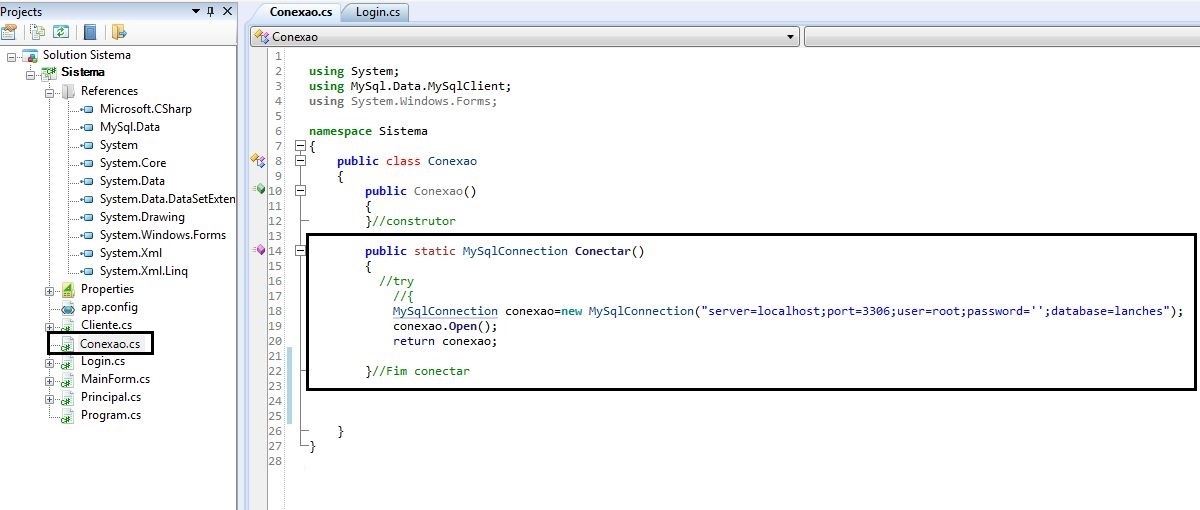 Projects
Solution Sistema
Sistema
References
Microsoft.CSharp
MySql.Data
System
System.Core
System.Data
System.Data.DataSetExten
System.Drawing
System.Windows.Forms
System.Xml
System.Xml.Linq
Properties
app.config
Cliente.cs
Conexao.cs
Login.cs
MainForm.cs
Principal.cs
Program.cs
Conexao.cs Login.cs
Conexao
1
2 using System;
3 using MySql.Data.MySqlClient;
4 using System.Windows.Forms;
5
6 namespace Sistema
7 {
8 public class Conexao
9 {
10 public Conexao()
11 {
12 }//construtor
13
14 public static MySqlConnection Conectar()
15 {
16 //try
17 //{
18 MySqlConnection conexao=new MySqlConnection("server=localhost;port=3306;user=root;password='';database=lanches");
19 conexao.Open();
20 return conexao;
21
22 }//Fim conectar
23
24
25
26 }
27 }
28